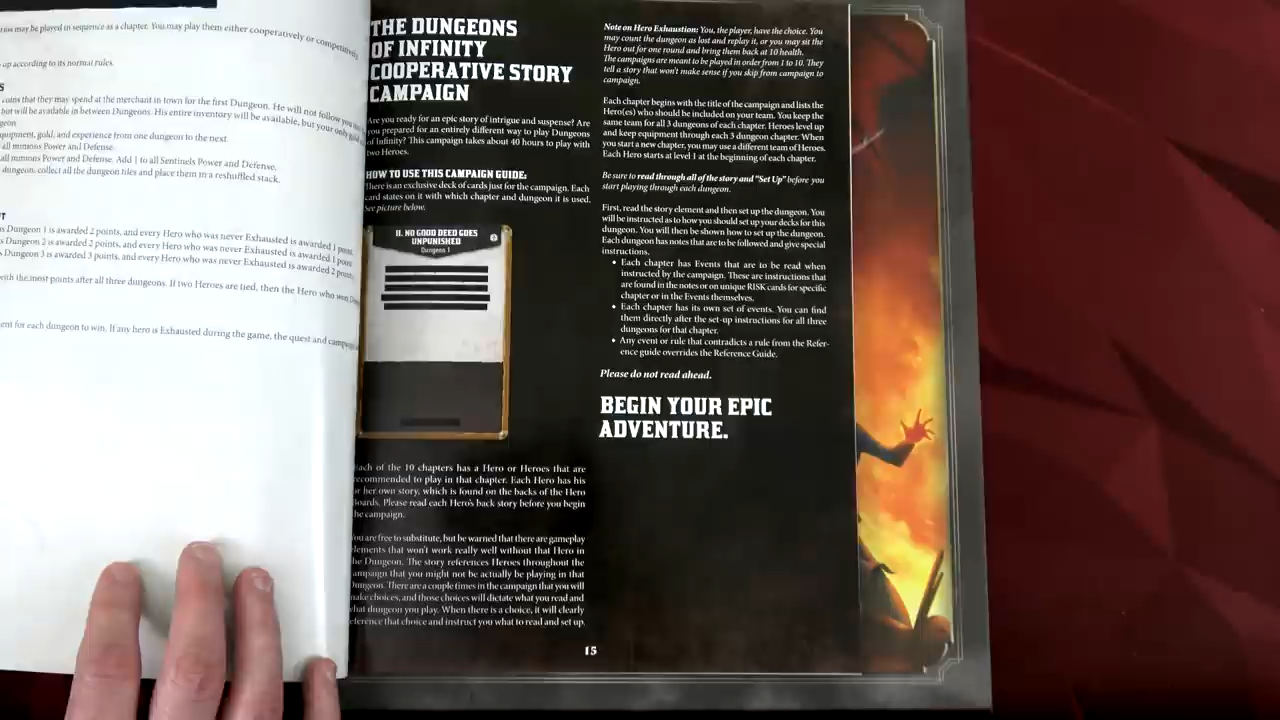 may be played in sequence as a chapter. You may play them either cooperatively or competitively
up according to its normal rules.
S
coins that they may spend at the merchant in town for the first Dungeon. He will not follow you
but will be available in between Dungeons. His entire inventory will be available, but your only gold
geon.
quipment, gold, and experience from one dungeon to the next.
all minions Power and Defense.
all minions Power and Defense. Add 1 to all Sentinels Power and Defense.
dungeon, collect all the dungeon tiles and place them in a reshuffled stack.
Dungeon 1 is awarded 2 points, and every Hero who was never Exhausted is awarded 1 point.
s Dungeon 2 is awarded 2 points, and every Hero who was never Exhausted is awarded 1 point
s Dungeon 3 is awarded 3 points, and every Hero who was never Exhausted is awarded 2 points
with the most points after all three dungeons. If two Heroes are tied, then the Hero who won
ent for each dungeon to win. If any hero is Exhausted during the game, the quest and
THE DUNGEONS
OF INFINITY
COOPERATIVE STORY
CAMPAIGN
Are you ready for an epic story of intrigue and suspense? Are
you prepared for an entirely different way to play Dungeons
of Infinity? This campaign takes about 40 hours to play with
two Heroes.
HOW TO USE THIS CAMPAIGN GUIDE:
There is an exclusive deck of cards just for the campaign. Each
card states on it with which chapter and dungeon it is used.
See picture below.
II. NO GOOD DEED GOES
UNPUNISHED
Dungeon 1
Each of the 10 chapters has a Hero or Heroes that are
recommended to play in that chapter. Each Hero has his
or her own story, which is found on the backs of the Hero
Boards. Please read each Hero's back story before you begin
the campaign.
You are free to substitute, but be warned that there are gameplay
elements that won't work really well without that Hero in
the Dungeon. The story references Heroes throughout the
campaign that you might not be actually be playing in that
Dungeon. There are a couple times in the campaign that you will
make choices, and those choices will dictate what you read and
what dungeon you play. When there is a choice, it will clearly
reference that choice and instruct you what to read and set up.
Note on Hero Exhaustion: You, the player, have the choice. You
may count the dungeon as lost and replay it, or you may sit the
Hero out for one round and bring them back at 10 health.
The campaigns are meant to be played in order from 1 to 10. They
tell a story that won't make sense if you skip from campaign to
campaign.
Each chapter begins with the title of the campaign and lists the
Hero(es) who should be included on your team. You keep the
same team for all 3 dungeons of each chapter. Heroes level up
and keep equipment through each 3 dungeon chapter. When
you start a new chapter, you may use a different team of Heroes.
Each Hero starts at level 1 at the beginning of each chapter.
Be sure to read through all of the story and "Set Up" before you
start playing through each dungeon.
First, read the story element and then set up the dungeon. You
will be instructed as to how you should set up your decks for this
dungeon. You will then be shown how to set up the dungeon.
Each dungeon has notes that are to be followed and give special
instructions.
• Each chapter has Events that are to be read when
instructed by the campaign. These are instructions that
are found in the notes or on unique RISK cards for specific
chapter or in the Events themselves.
• Each chapter has its own set of events. You can find
them directly after the set-up instructions for all three
dungeons for that chapter.
• Any event or rule that contradicts a rule from the Refer-
ence guide overrides the Reference Guide.
Please do not read ahead.
BEGIN YOUR EPIC
ADVENTURE.
15